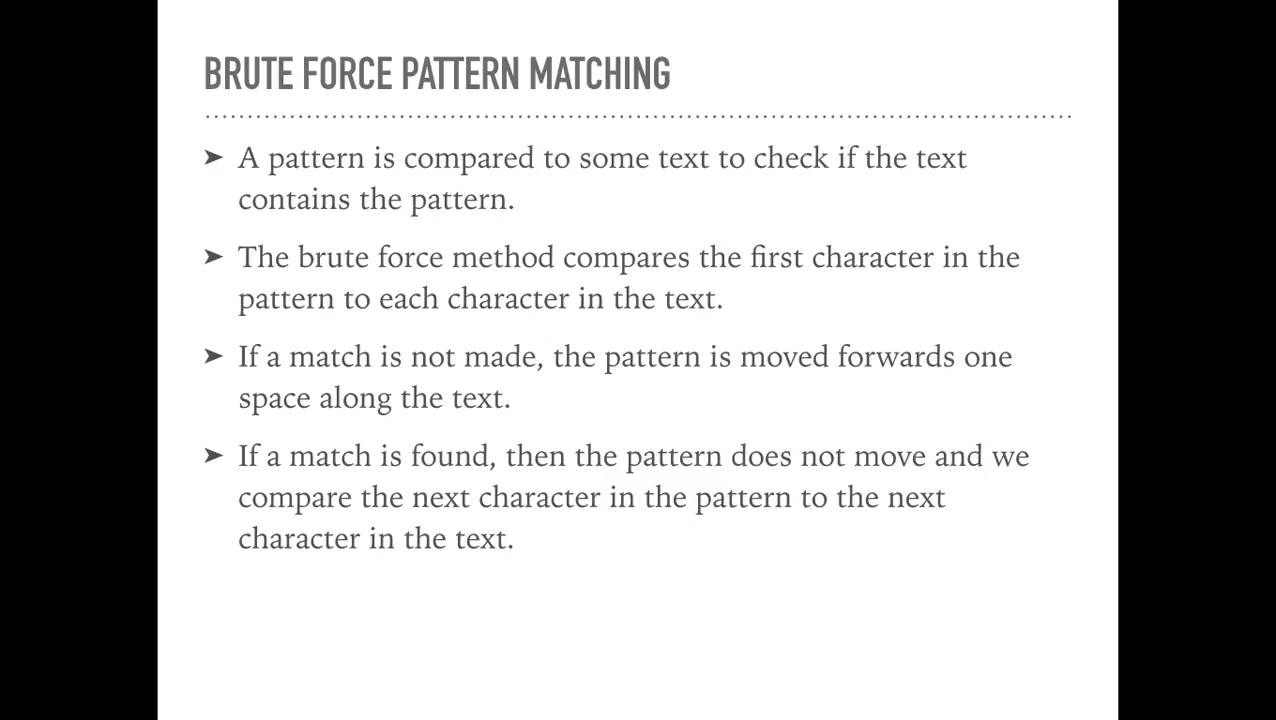 BRUTE FORCE PATTERN MATCHING
➤ A pattern is compared to some text to check if the text
contains the pattern.
➤ The brute force method compares the first character in the
pattern to each character in the text.
➤ If a match is not made, the pattern is moved forwards one
space along the text.
➤ If a match is found, then the pattern does not move and we
compare the next character in the pattern to the next
character in the text.